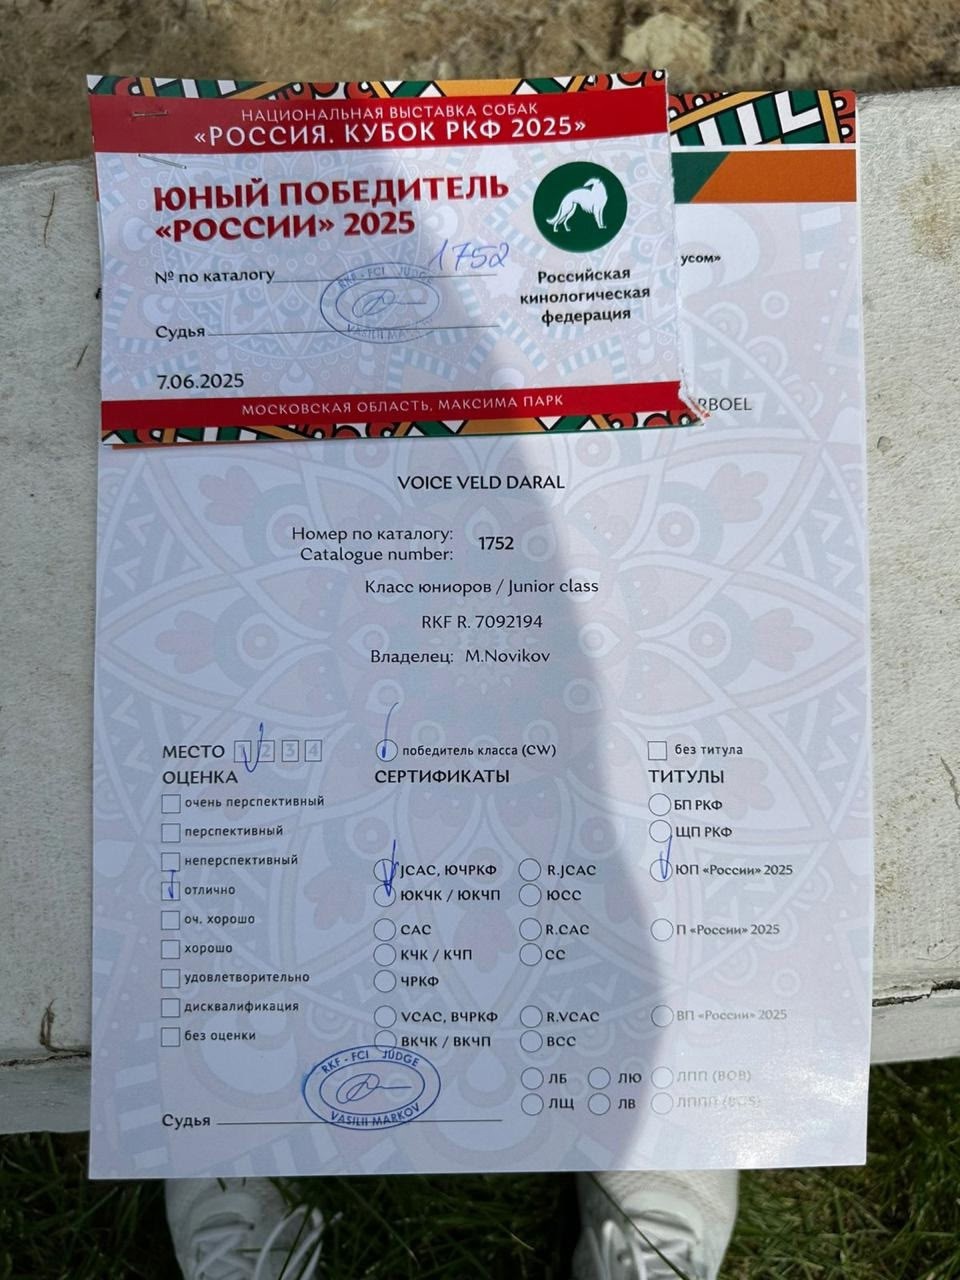 НАЦИОНАЛЬНАЯ ВЫСТАВКА СОБАК
«РОССИЯ. КУБОК РКФ 2025»
ЮНЫЙ ПОБЕДИТЕЛЬ
«РОССИИ» 2025
№ по каталогу 1752
RKF - FCI JUDGE
VASILII MARKOV
Судья
7.06.2025
Российская
кинологическая
федерация
МОСКОВСКАЯ ОБЛАСТЬ, МАКСИМА ПАРК
усом»
RBOEL
VOICE VELD DARAL
Номер по каталогу:
Catalogue number: 1752
Класс юниоров / Junior class
RKF R. 7092194
Владелец: M.Novikov
МЕСТО 1 2 3 4
победитель класса (CW)
без титула
ОЦЕНКА
очень перспективный
перспективный
неперспективный
отлично
оч. хорошо
хорошо
удовлетворительно
дисквалификация
без оценки
СЕРТИФИКАТЫ
JCAC, ЮЧРКФ R.JCAC
ЮКЧК / ЮКЧП ЮСС
CAC R.CAC
КЧК / КЧП СС
ЧРКФ
VCAC, ВЧРКФ R.VCAC
ВКЧК / ВКЧП ВСС
ТИТУЛЫ
БП РКФ
ЩП РКФ
ЮП «России» 2025
П «России» 2025
ВП «России» 2025
ЛБ ЛЮ ЛПП (BOB)
ЛЩ ЛВ ЛППП (BOS)
RKF - FCI JUDGE
VASILII MARKOV
Судья